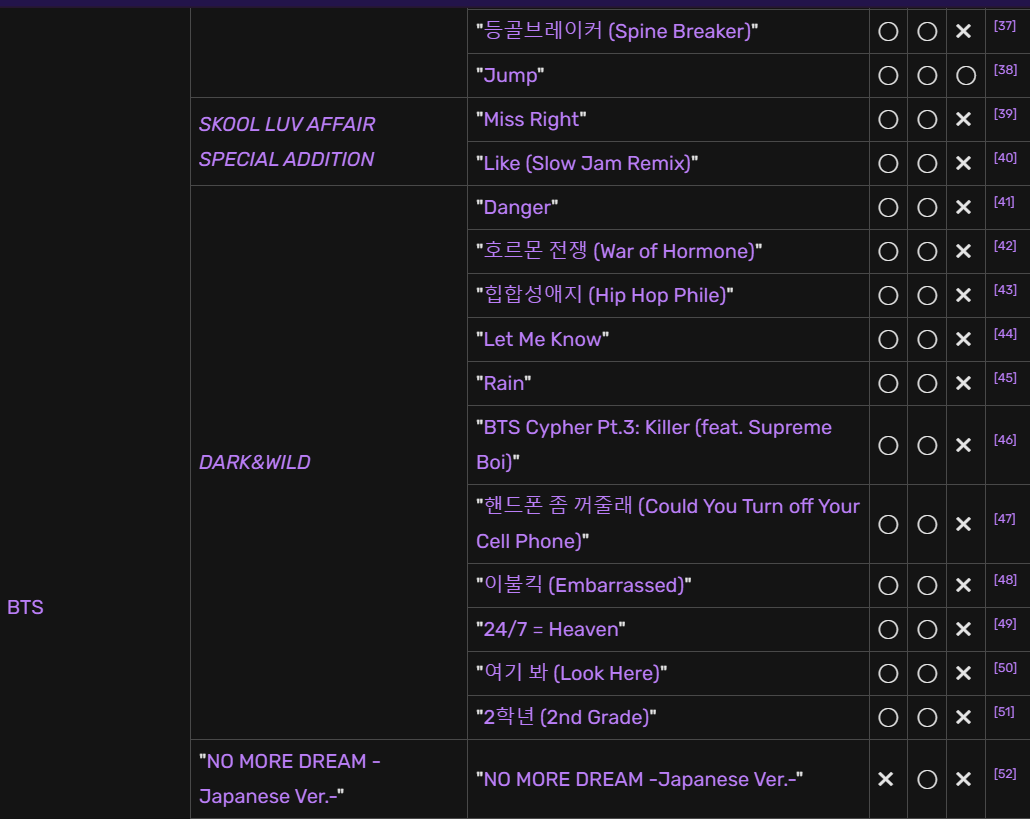 "등골브레이커 (Spine Breaker)" ◯ ◯ ✕ [37]
"Jump" ◯ ◯ ◯ [38]
SKOOL LUV AFFAIR
SPECIAL ADDITION
"Miss Right" ◯ ◯ ✕ [39]
"Like (Slow Jam Remix)" ◯ ◯ ✕ [40]
"Danger" ◯ ◯ ✕ [41]
"호르몬 전쟁 (War of Hormone)" ◯ ◯ ✕ [42]
"힙합성애지 (Hip Hop Phile)" ◯ ◯ ✕ [43]
"Let Me Know" ◯ ◯ ✕ [44]
"Rain" ◯ ◯ ✕ [45]
DARK&WILD
"BTS Cypher Pt.3: Killer (feat. Supreme
Boi)" ◯ ◯ ✕ [46]
"핸드폰 좀 꺼줄래 (Could You Turn off Your
Cell Phone)" ◯ ◯ ✕ [47]
"이불킥 (Embarrassed)" ◯ ◯ ✕ [48]
BTS
"24/7 = Heaven" ◯ ◯ ✕ [49]
"여기 봐 (Look Here)" ◯ ◯ ✕ [50]
"2학년 (2nd Grade)" ◯ ◯ ✕ [51]
"NO MORE DREAM -
Japanese Ver.-"
"NO MORE DREAM -Japanese Ver.-" ✕ ◯ ✕ [52]